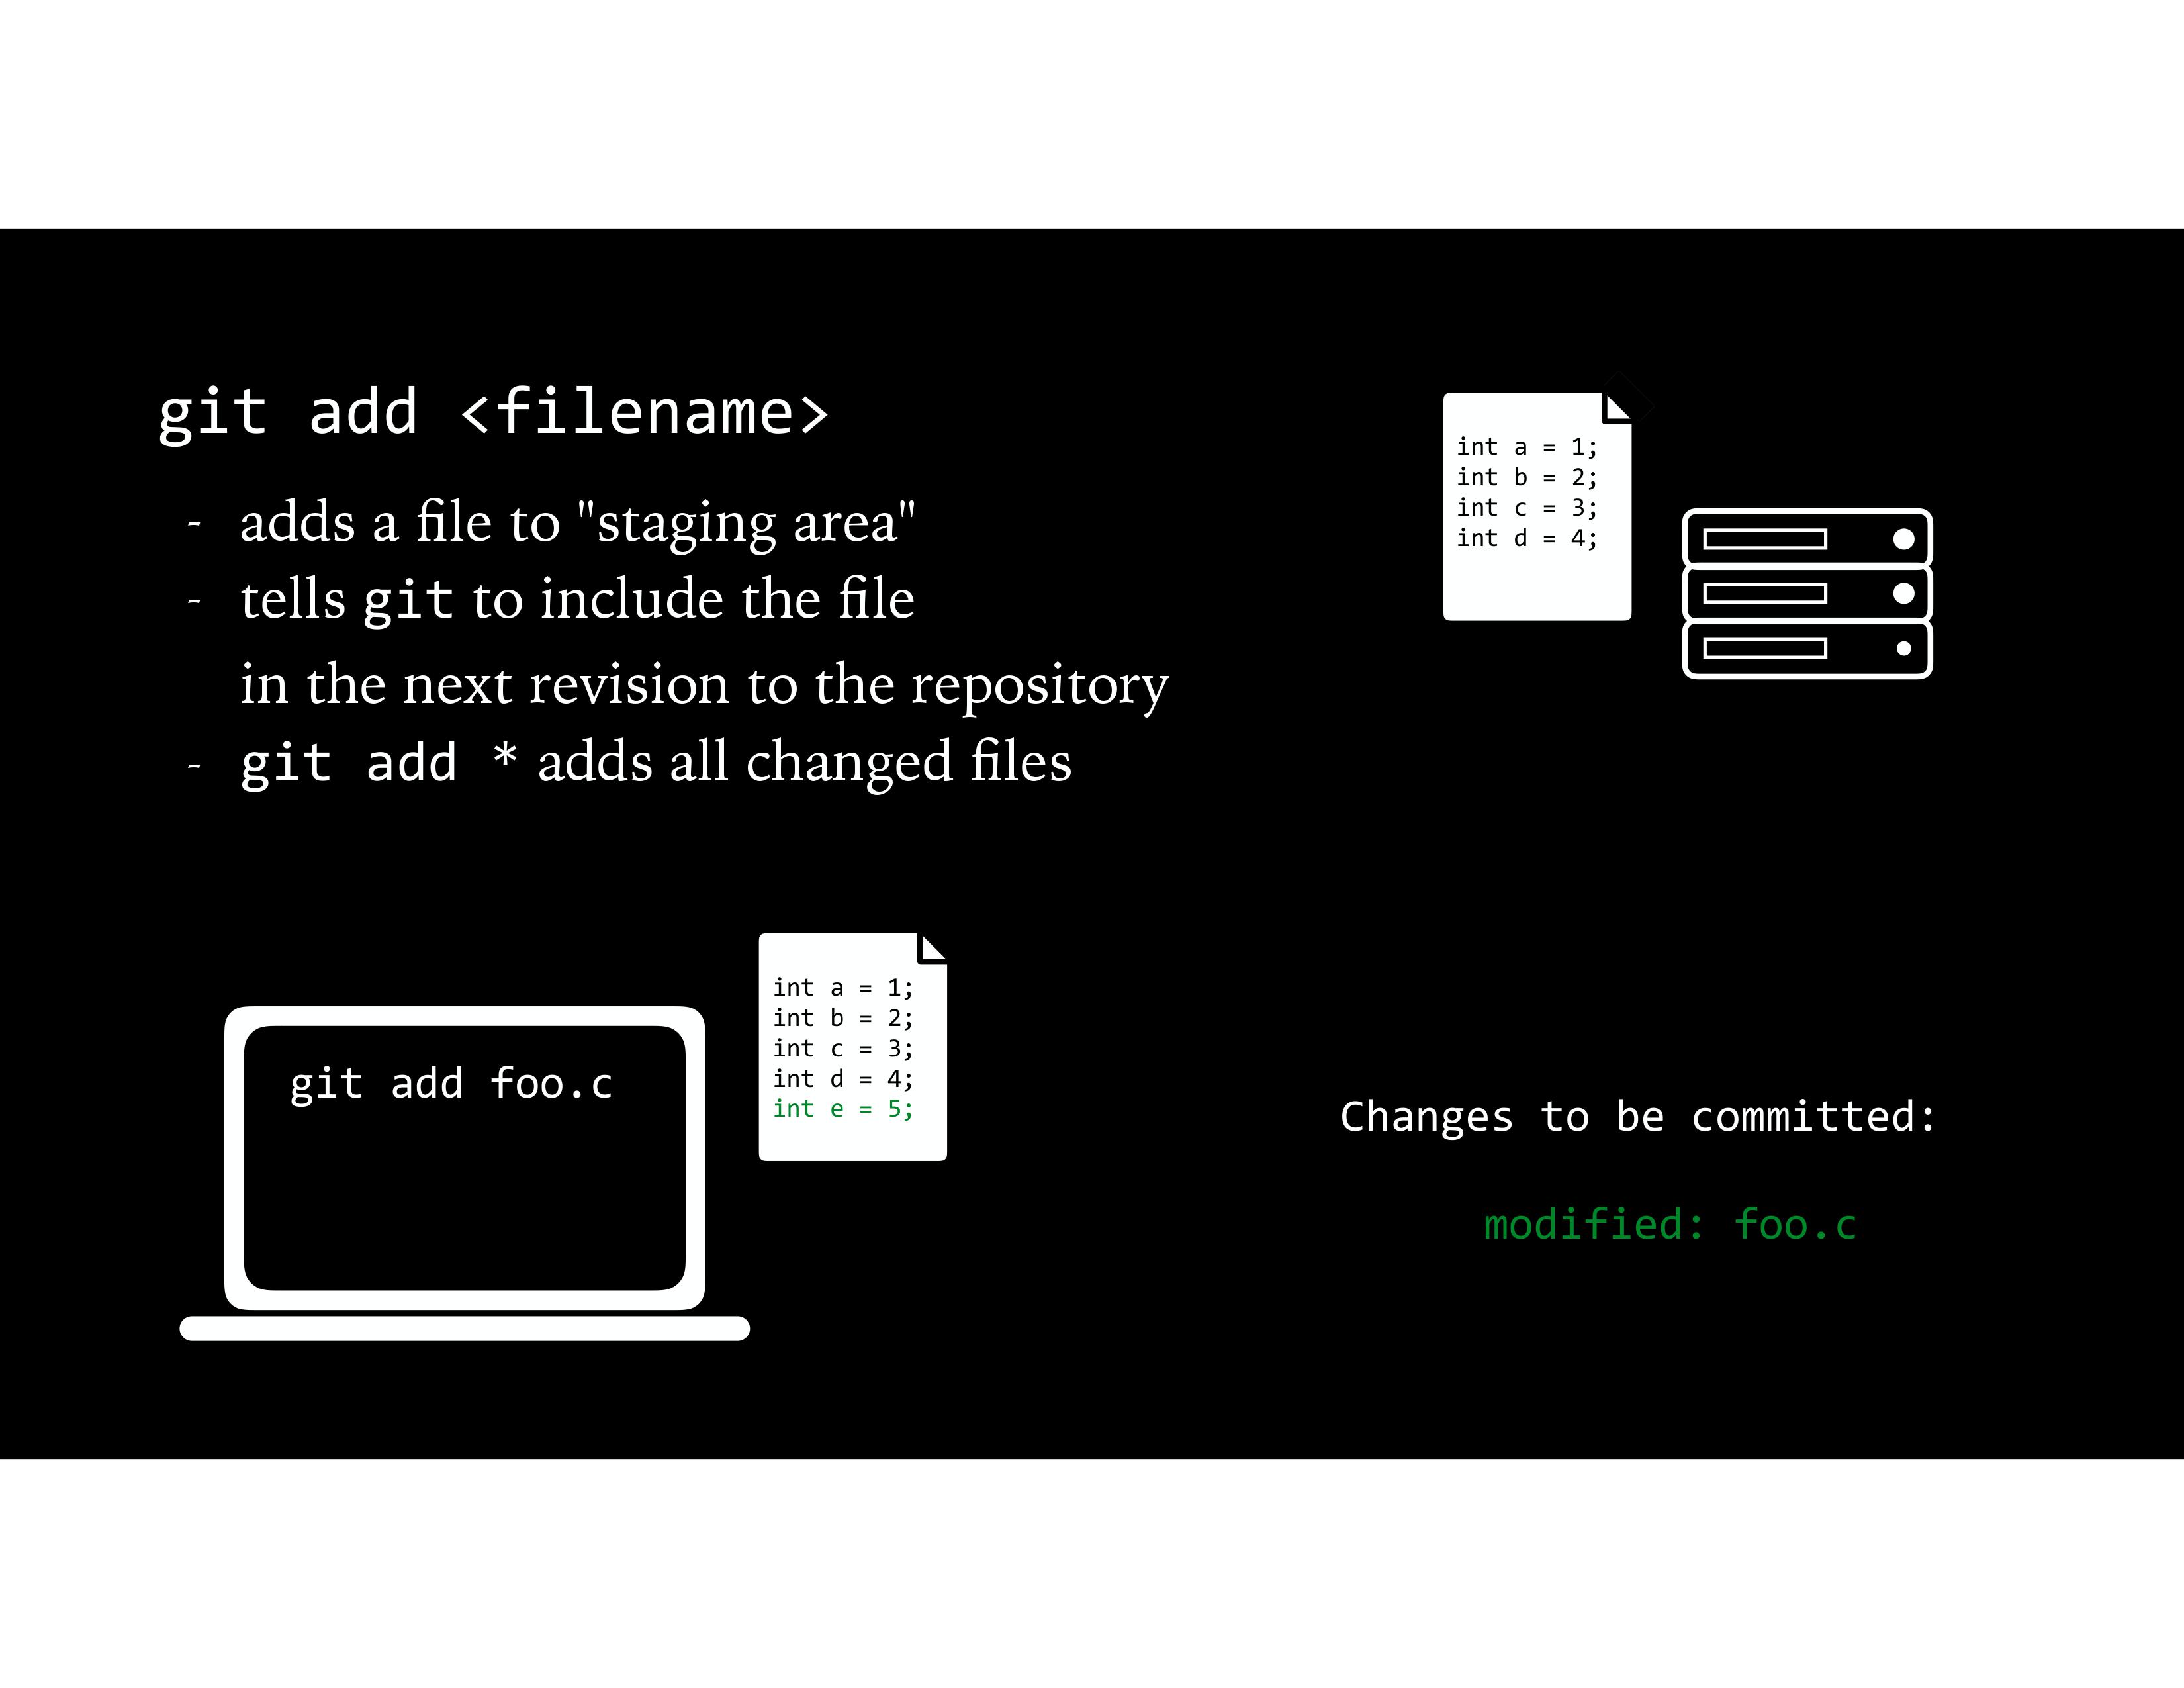 git add <filename>
- adds a file to "staging area"
- tells git to include the file
in the next revision to the repository
- git add * adds all changed files
int a = 1;
int b = 2;
int c = 3;
int d = 4;
git add foo.c
int a = 1;
int b = 2;
int c = 3;
int d = 4;
int e = 5;
Changes to be committed:
modified: foo.c